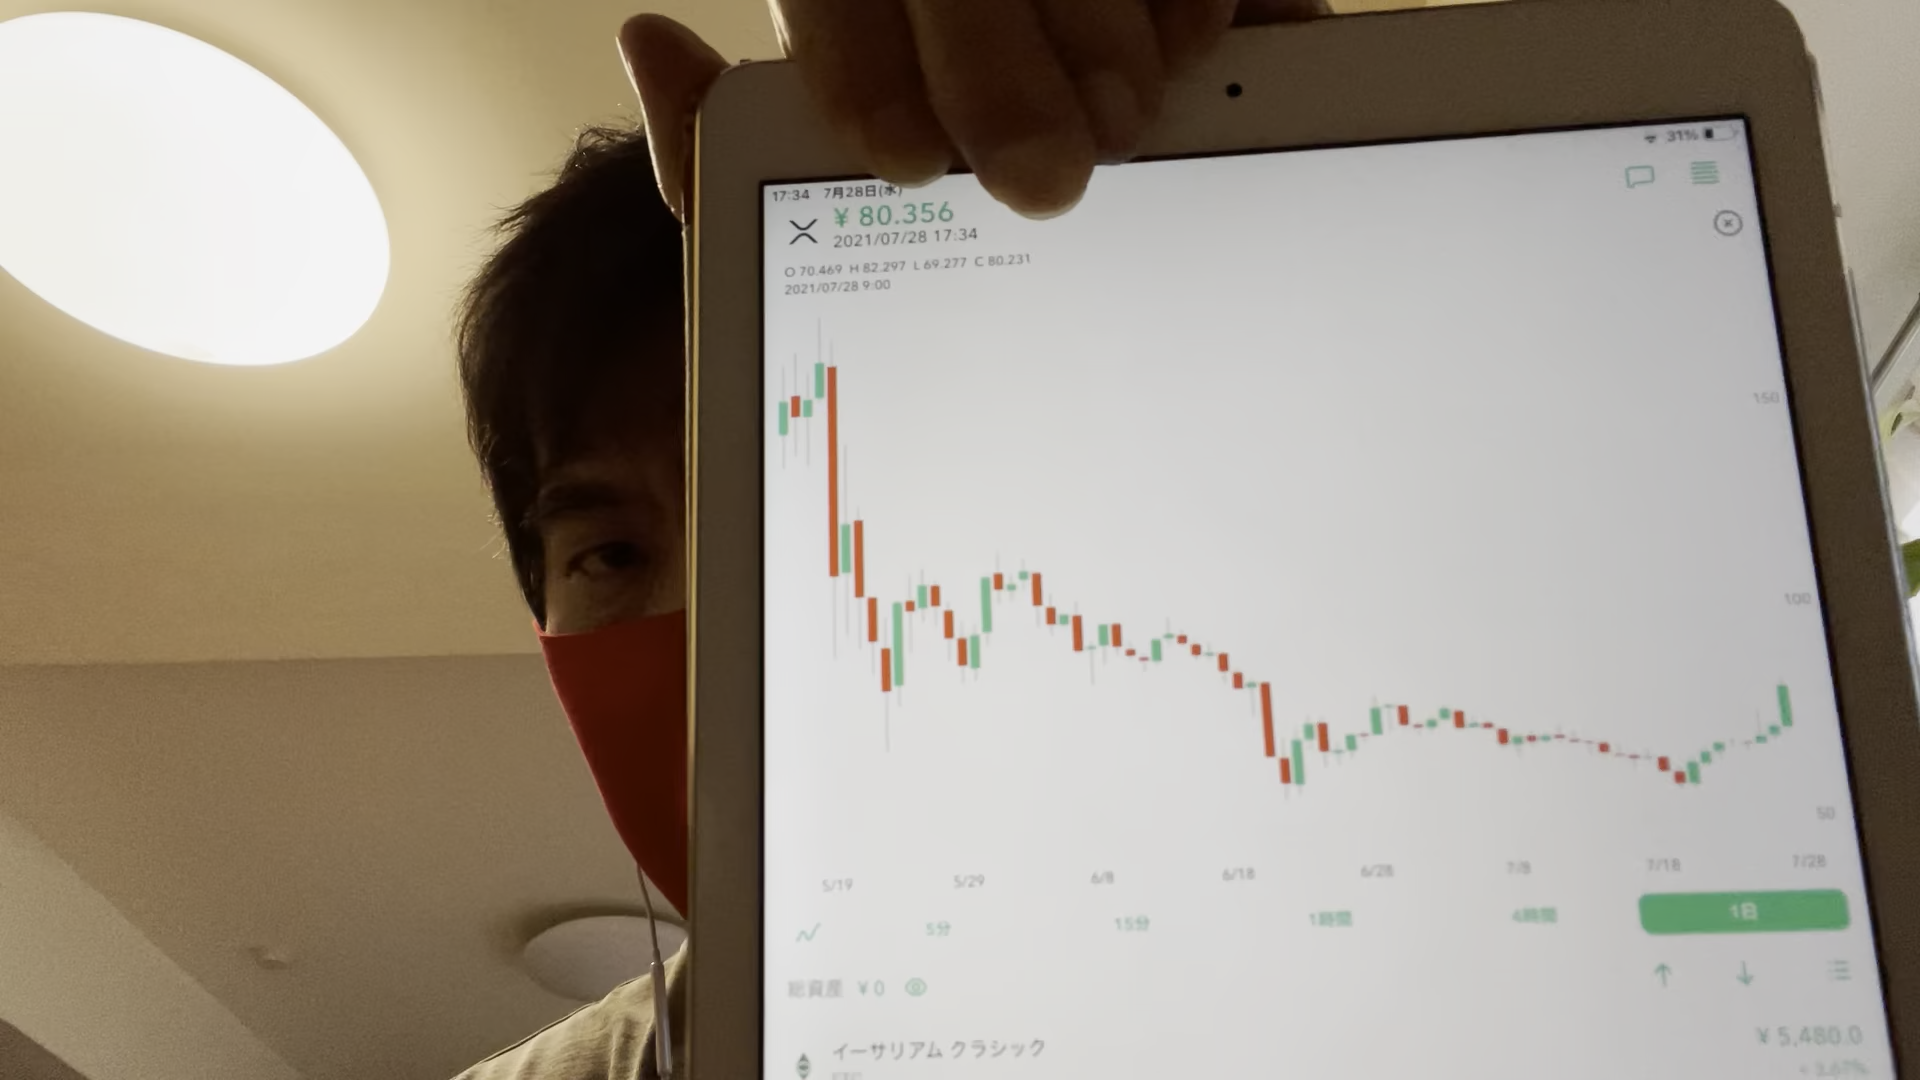 17:34 7月28日(水)
31%
¥ 80.356
2021/07/28 17:34
O 70.469 H 82.297 L 69.277 C 80.231
2021/07/28 9:00
150
100
50
5/19 5/29 6/8 6/18 6/28 7/8 7/18 7/28
5分 15分 1時間 4時間 1日
総資産 ¥0
イーサリアム クラシック
¥ 5,480.0
ETC